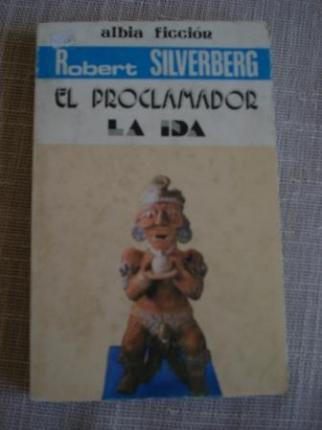 albia ficción
Robert SILVERBERG
EL PROCLAMADOR
LA IDA